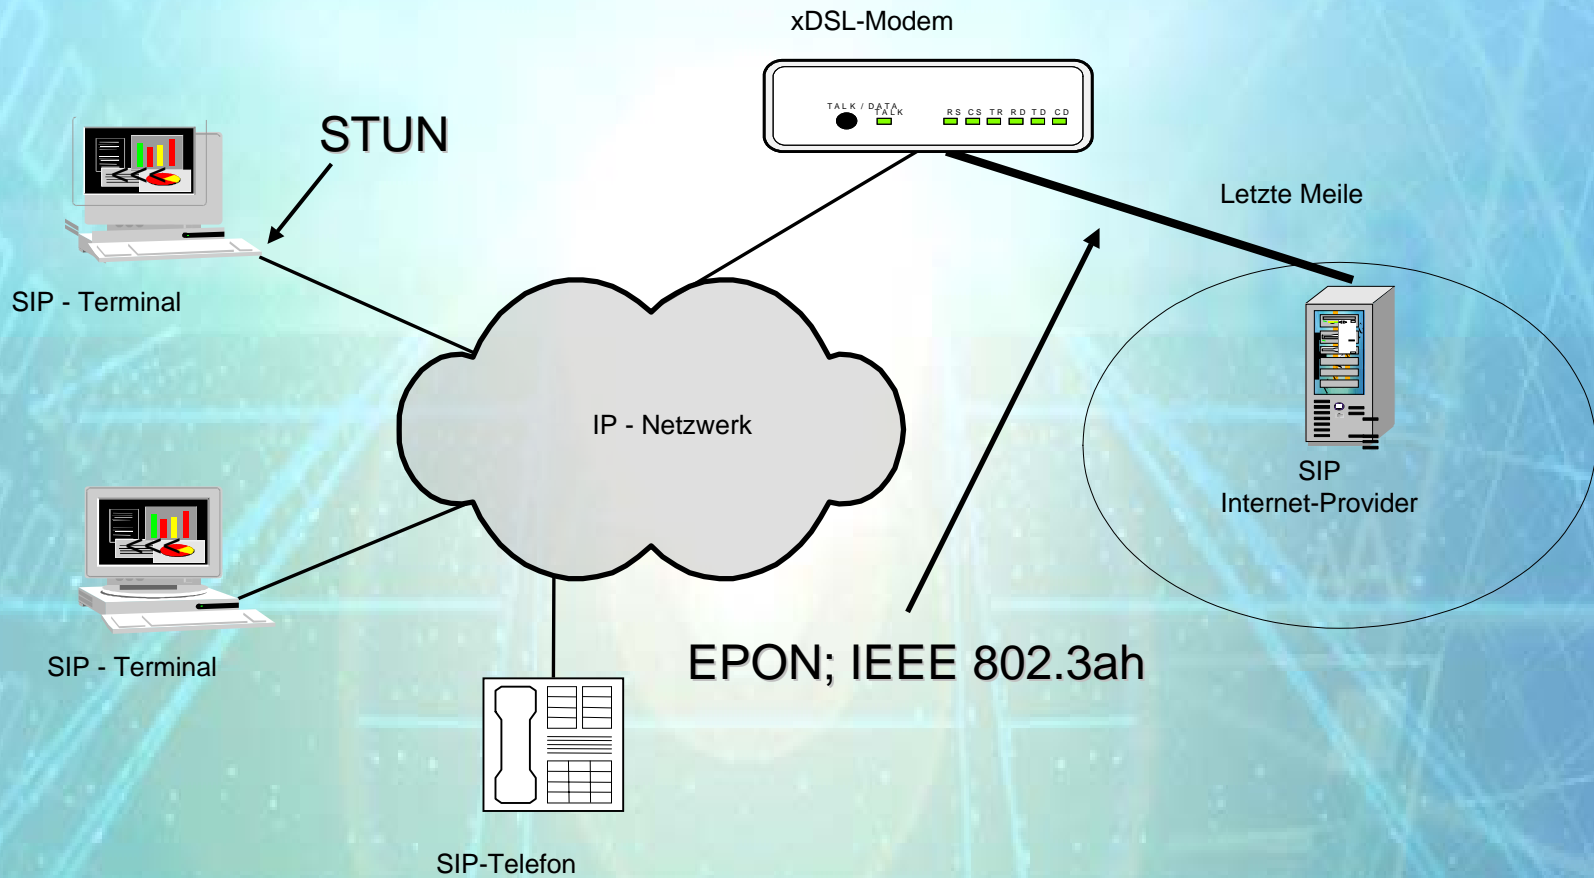 xDSL-Modem
TALK / DATA
TALK
RS CS TR RD TD CD
STUN
Letzte Meile
SIP - Terminal
IP - Netzwerk
SIP
Internet-Provider
SIP - Terminal
EPON; IEEE 802.3ah
SIP-Telefon